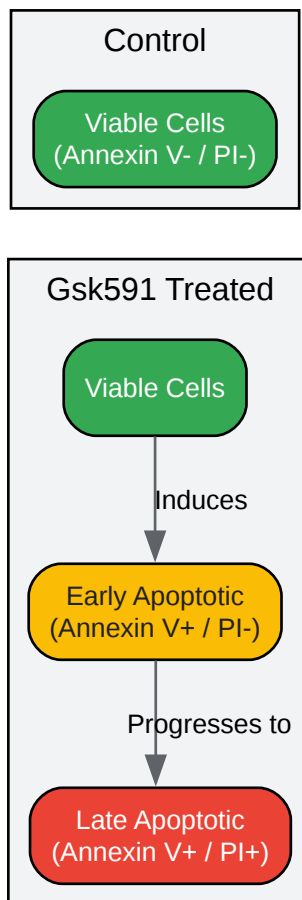 Control
Viable Cells
(Annexin V- / PI-)
Gsk591 Treated
Viable Cells
Induces
Early Apoptotic
(Annexin V+ / PI-)
Progresses to
Late Apoptotic
(Annexin V+ / PI+)